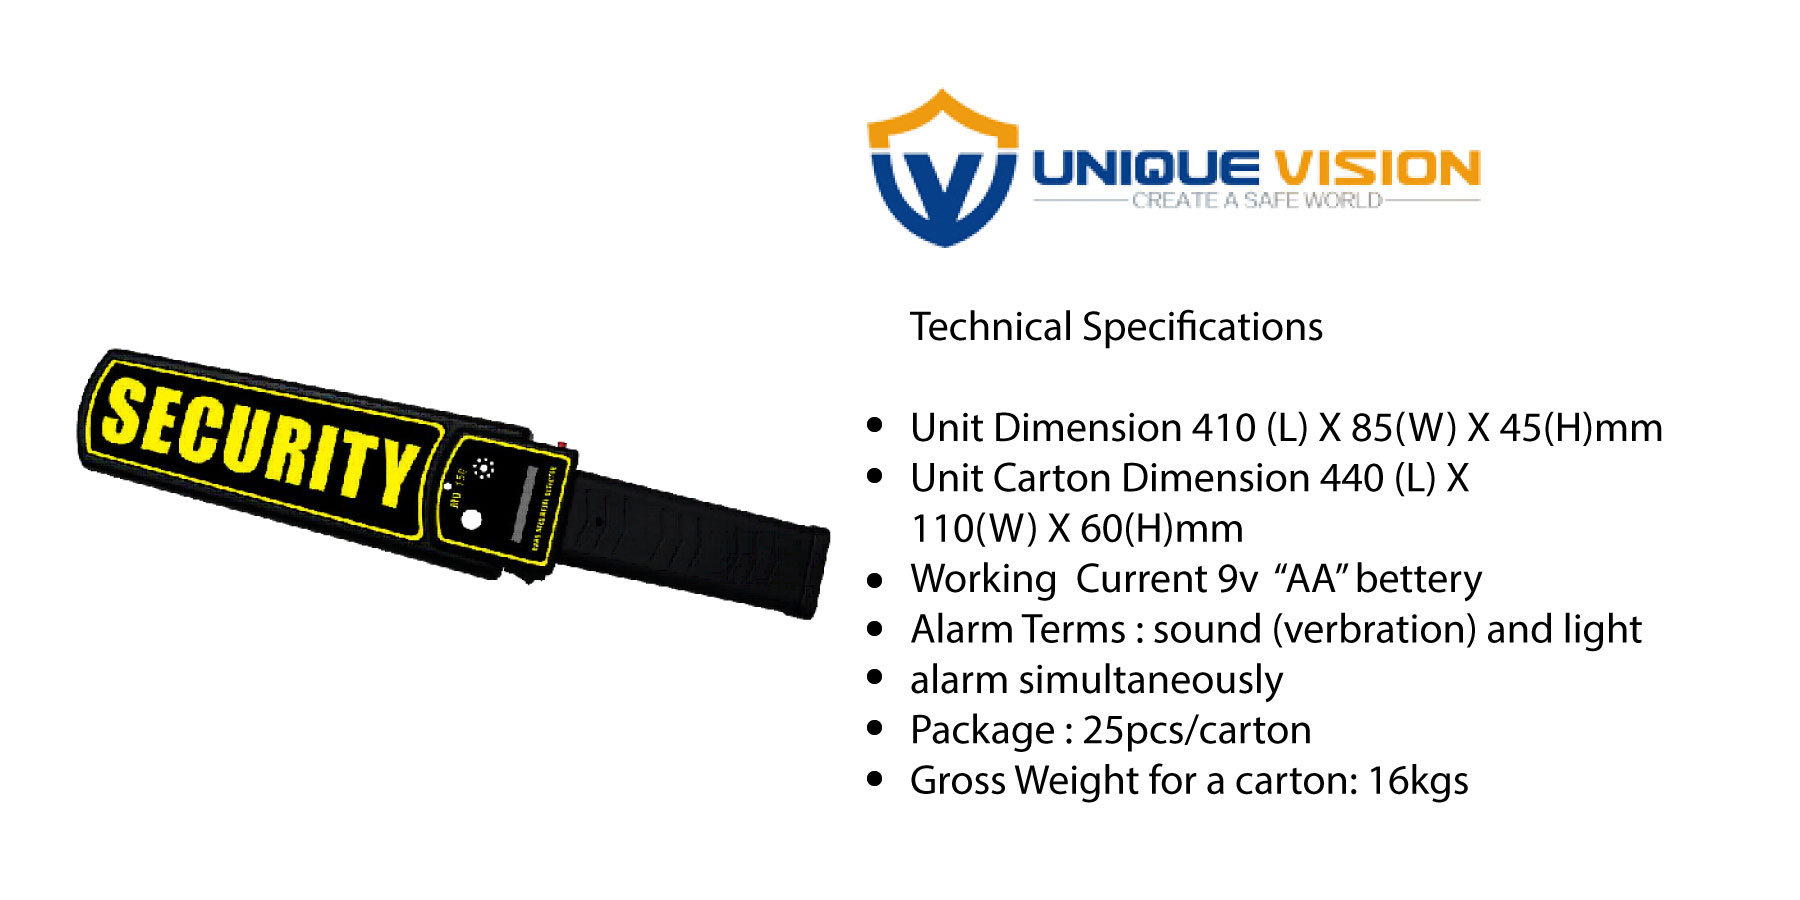 UNIQUE VISION
CREATE A SAFE WORLD
Technical Specifications
• Unit Dimension 410 (L) X 85(W) X 45(H)mm
• Unit Carton Dimension 440 (L) X
110(W) X 60(H)mm
• Working Current 9v “AA” bettery
• Alarm Terms : sound (verbration) and light
• alarm simultaneously
• Package : 25pcs/carton
• Gross Weight for a carton: 16kgs
SECURITY